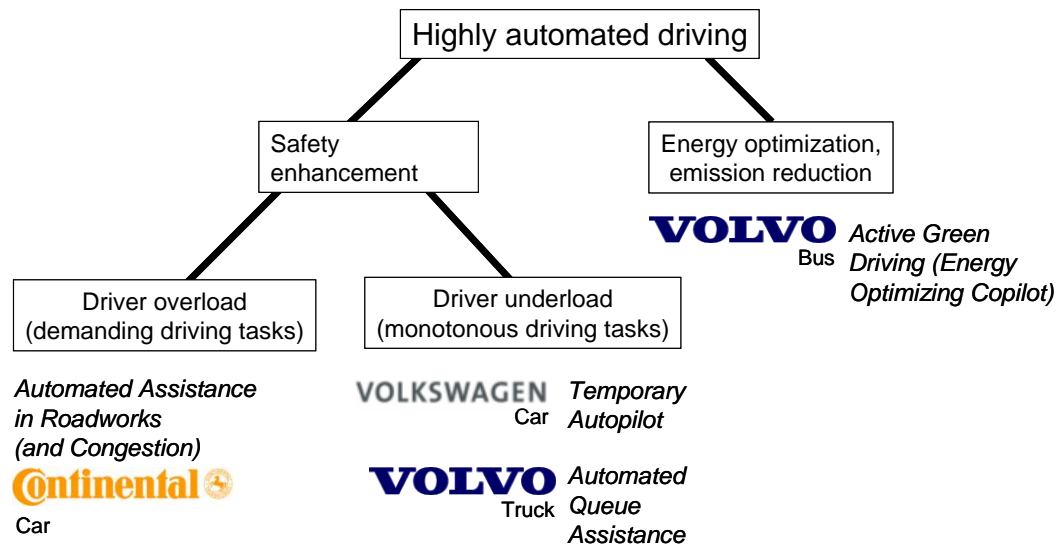 Highly automated driving
Safety
enhancement
Energy optimization,
emission reduction
VOLVO
Bus
Active Green
Driving (Energy
Optimizing Copilot)
Driver overload
(demanding driving tasks)
Driver underload
(monotonous driving tasks)
Automated Assistance
in Roadworks
(and Congestion)
Continental
Car
VOLKSWAGEN
Car
Temporary
Autopilot
VOLVO
Truck
Automated
Queue
Assistance